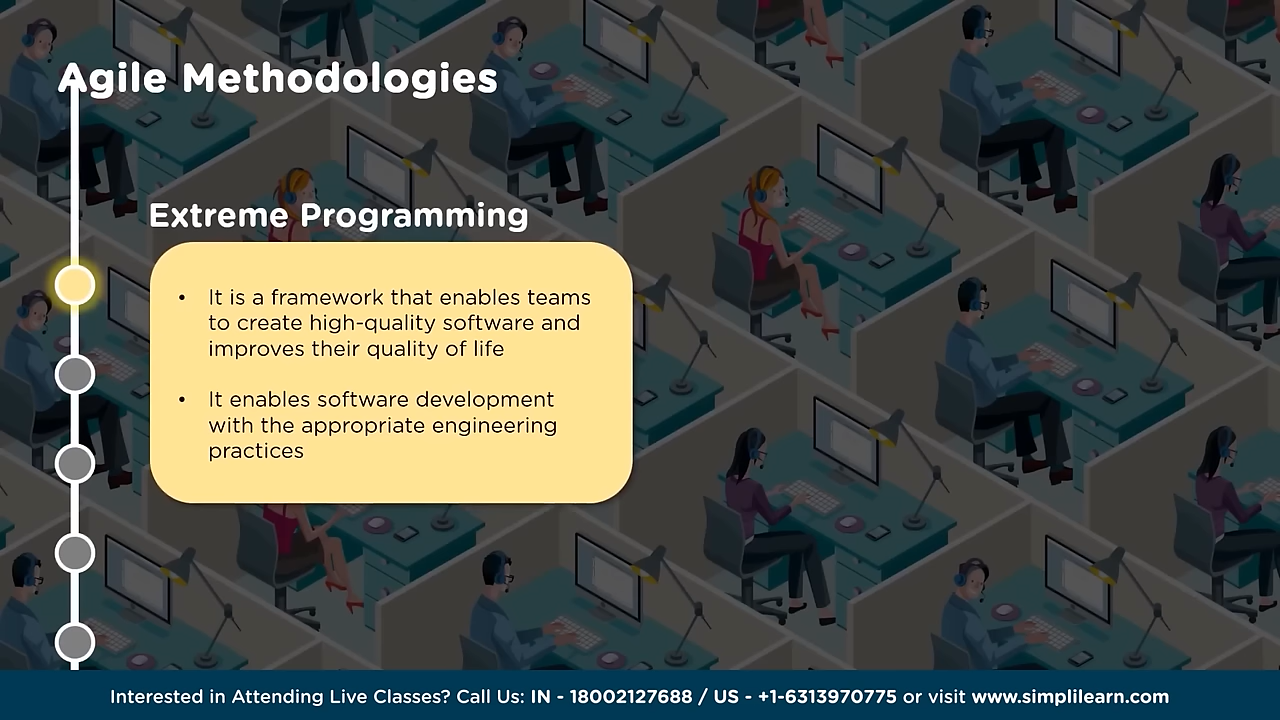 Agile Methodologies
Extreme Programming
• It is a framework that enables teams
to create high-quality software and
improves their quality of life
• It enables software development
with the appropriate engineering
practices
Interested in Attending Live Classes? Call Us: IN - 18002127688 / US - +1-6313970775 or visit www.simplilearn.com